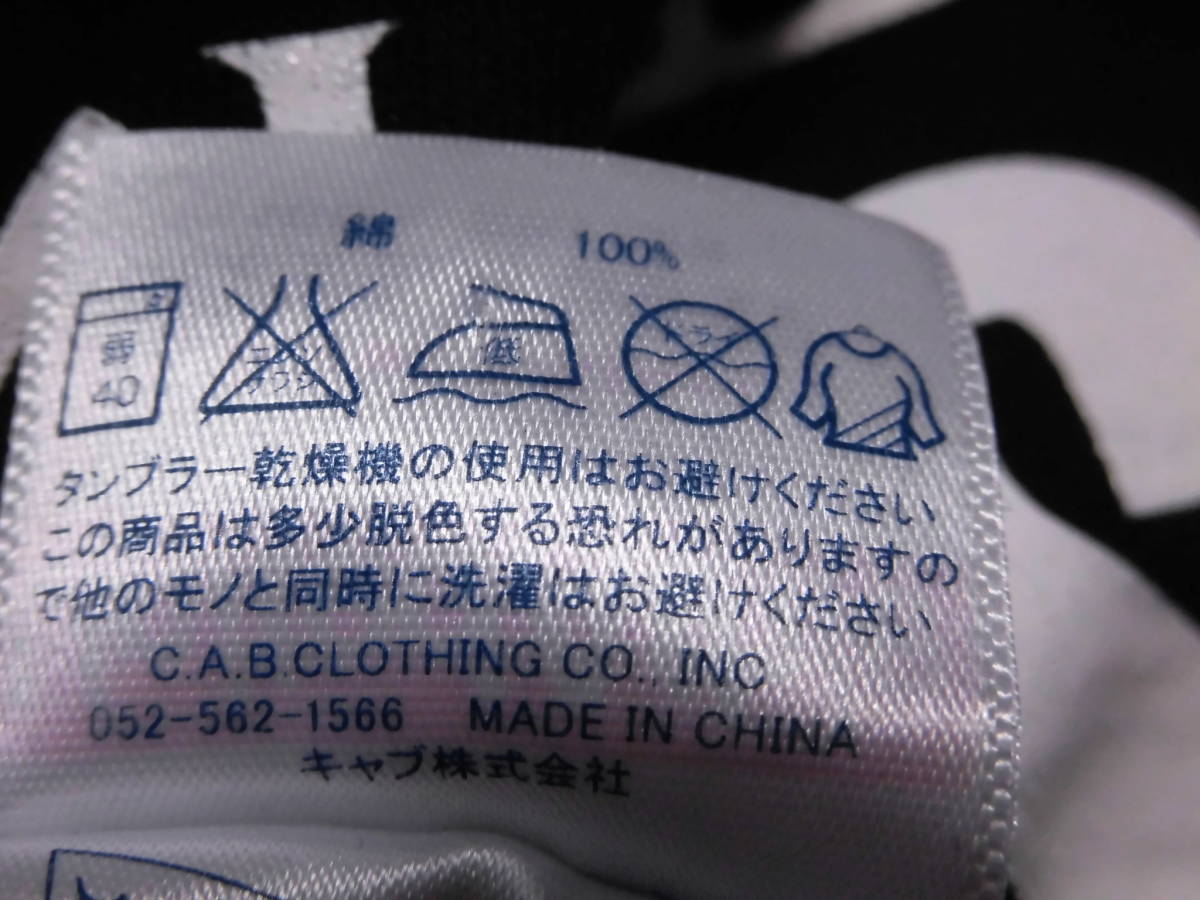 綿 100%
弱 40 エンソ サラシ 低 ドライ
タンブラー乾燥機の使用はお避けください
この商品は多少脱色する恐れがありますの
で他のモノと同時に洗濯はお避けください
C.A.B.CLOTHING CO., INC
052-562-1566 MADE IN CHINA
キャブ株式会社